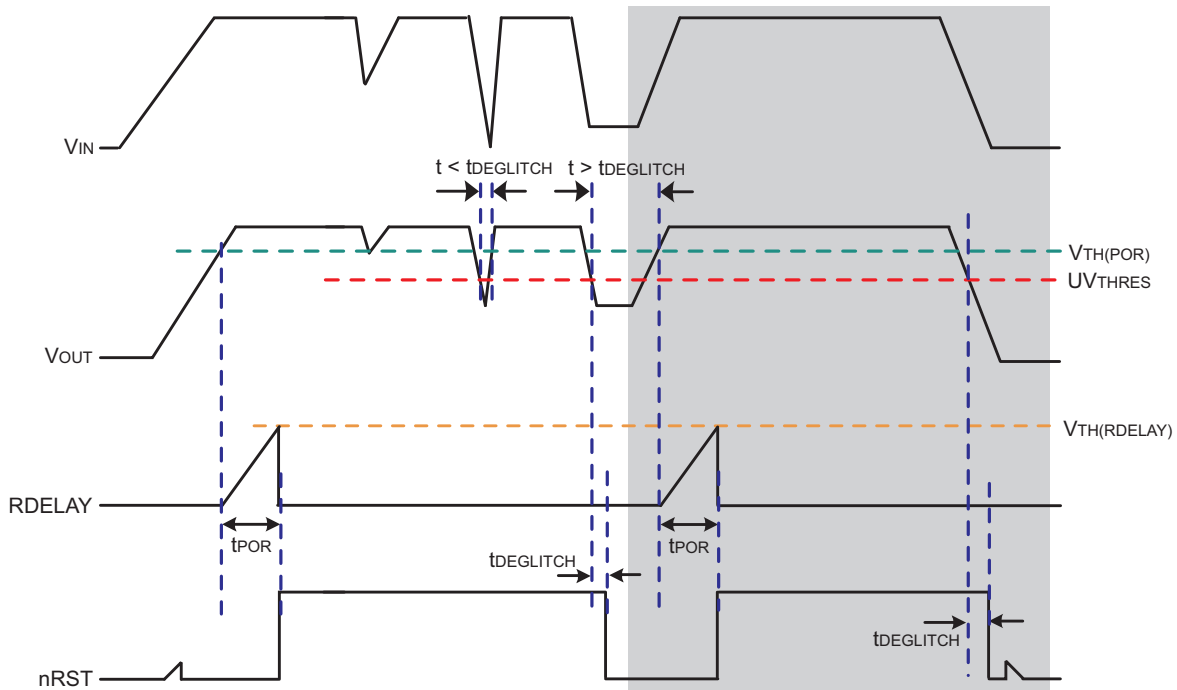 VIN
t < tDEGLITCH
t > tDEGLITCH
VTH(POR)
UVTHRES
VOUT
VTH(RDELAY)
RDELAY
tPOR
tPOR
tDEGLITCH
tDEGLITCH
nRST